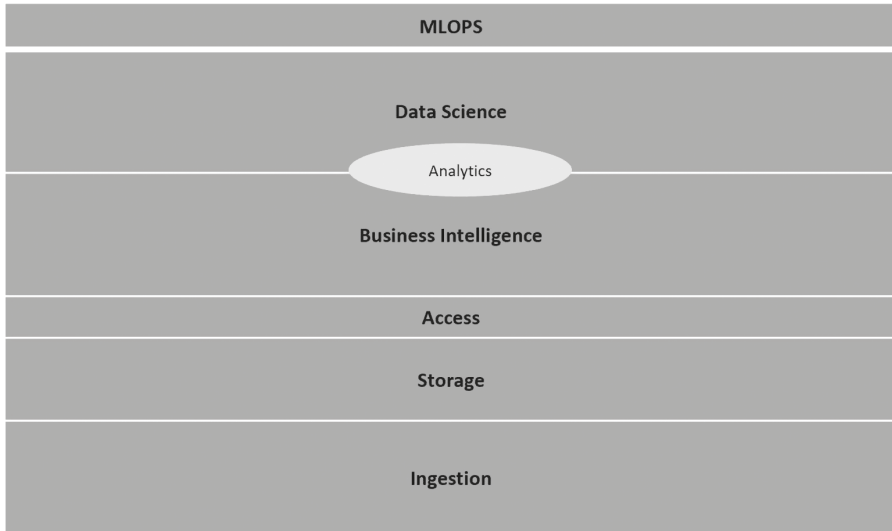 MLOPS
Data Science
Analytics
Business Intelligence
Access
Storage
Ingestion